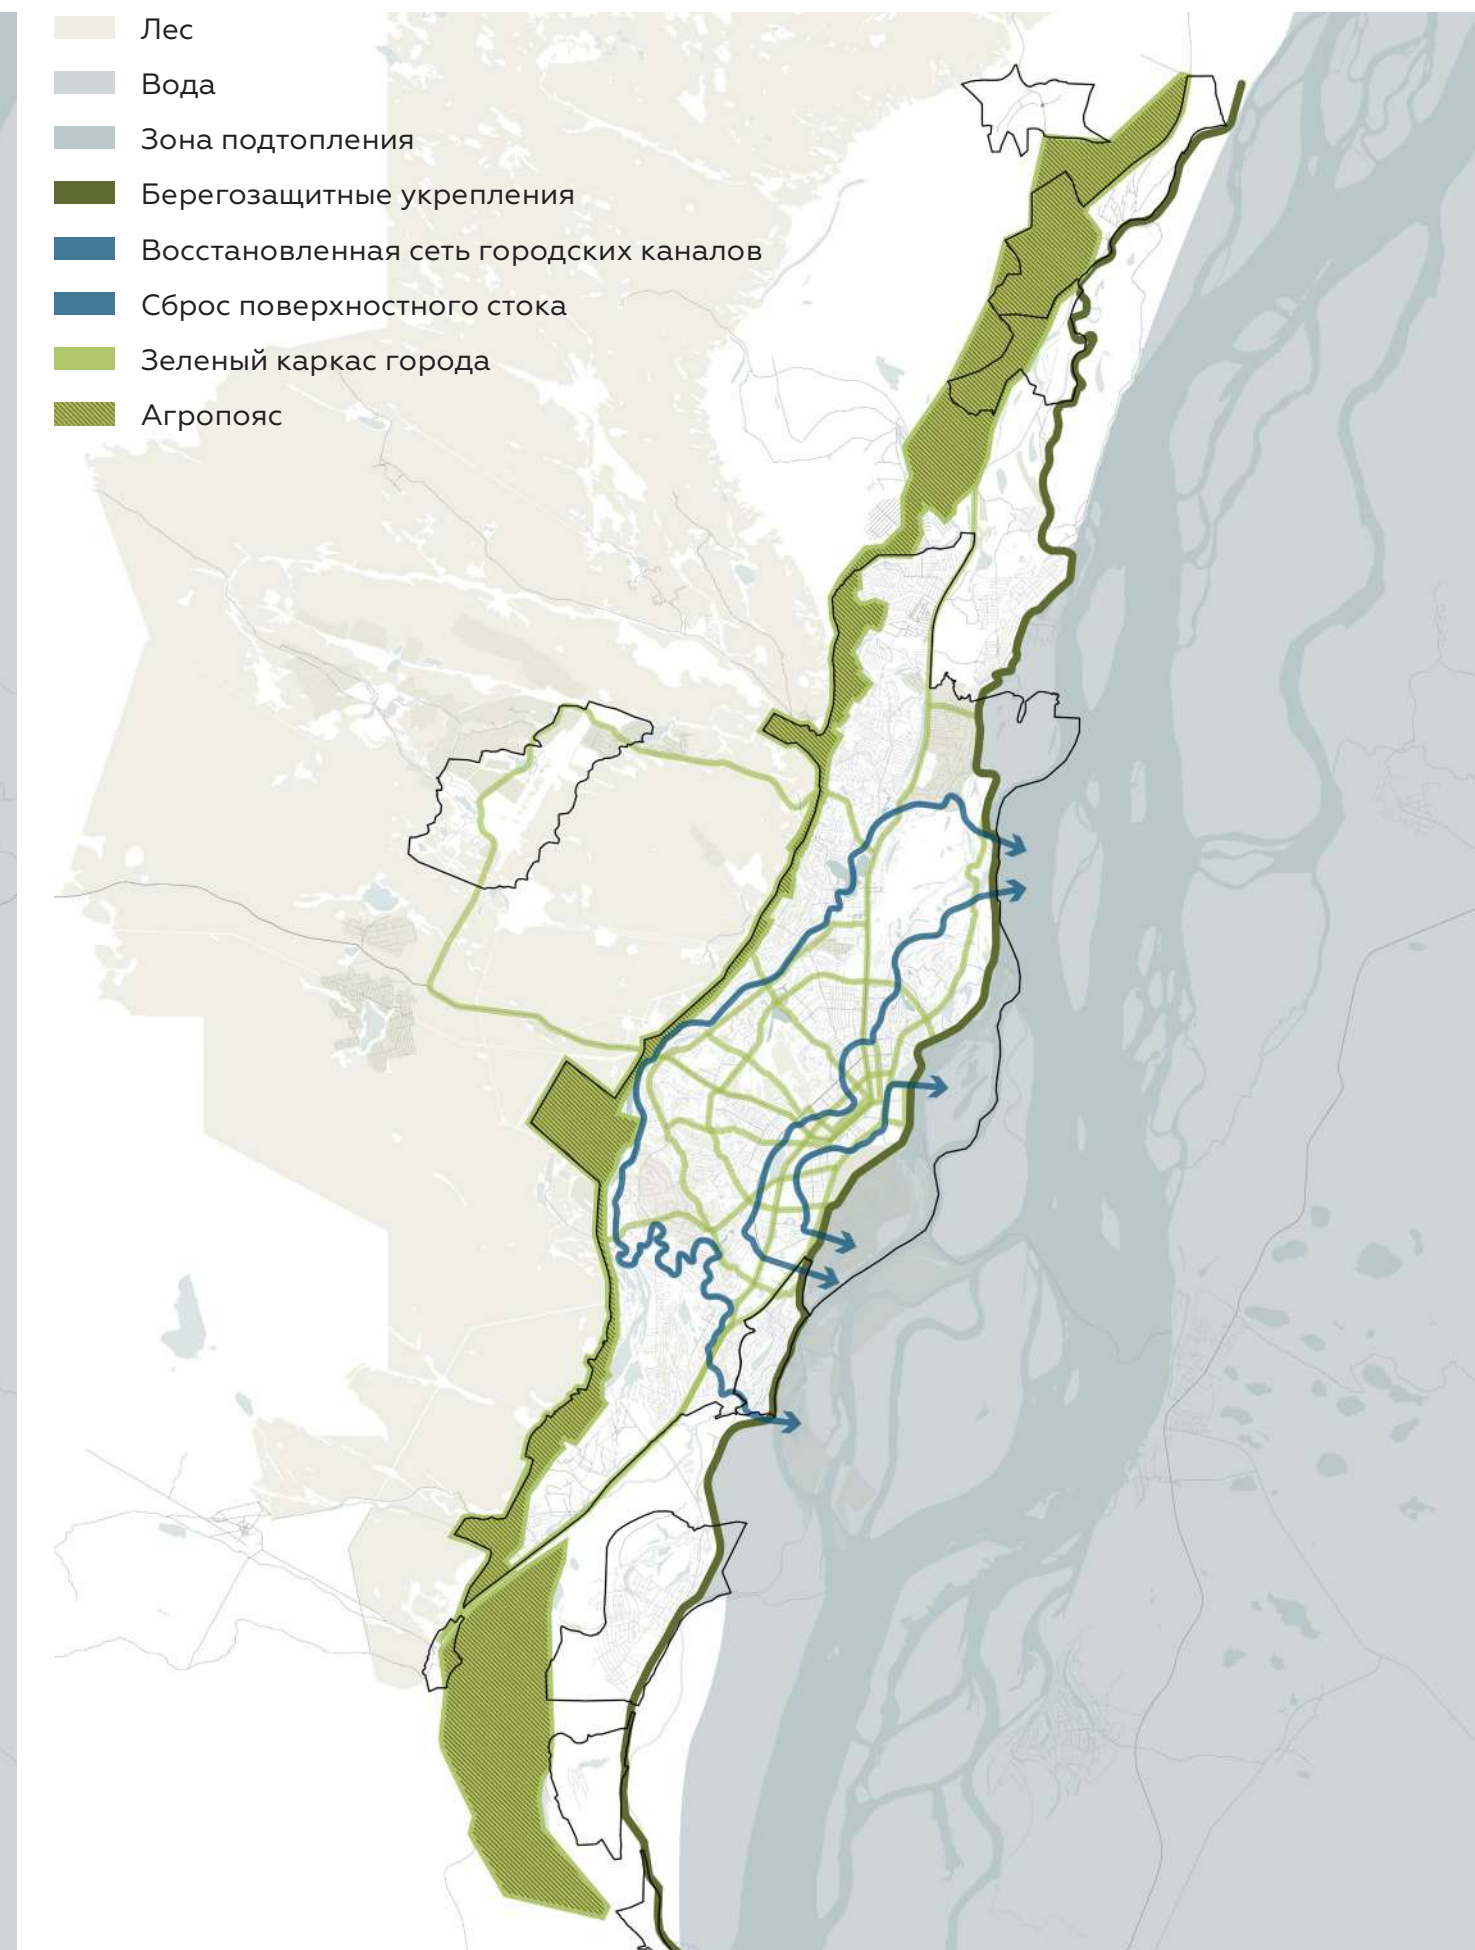 Лес
Вода
Зона подтопления
Берегозащитные укрепления
Восстановленная сеть городских каналов
Сброс поверхностного стока
Зеленый каркас города
Агропояс